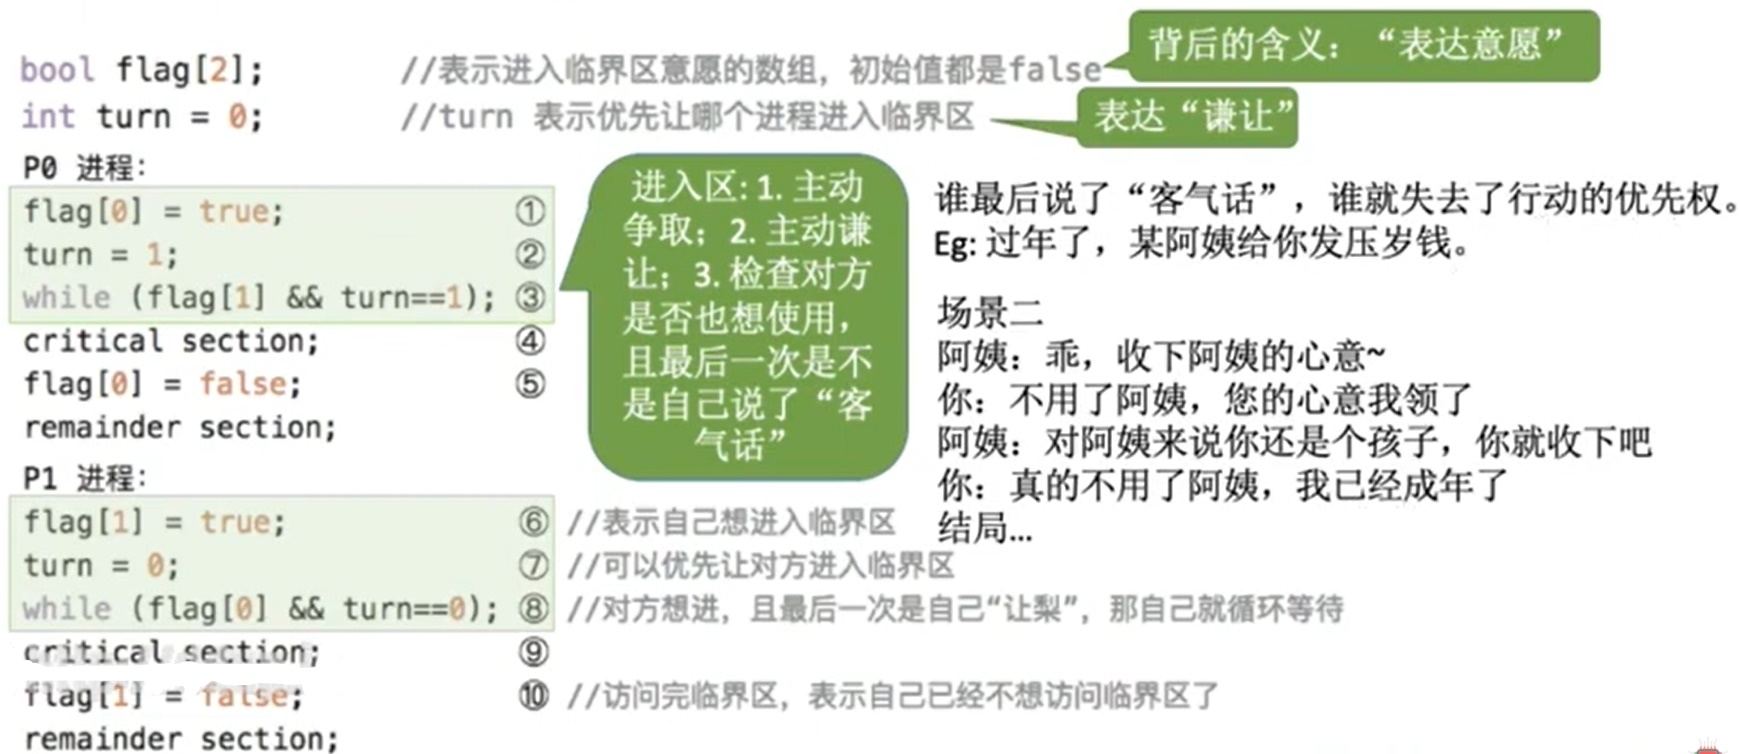 bool flag[2]; //表示进入临界区意愿的数组，初始值都是false
背后的含义：“表达意愿”
int turn = 0; //turn 表示优先让哪个进程进入临界区
表达“谦让”
P0 进程：
flag[0] = true; ①
turn = 1; ②
while (flag[1] && turn==1); ③
critical section; ④
flag[0] = false; ⑤
remainder section;
进入区：1. 主动
争取；2. 主动谦
让；3. 检查对方
是否也想使用，
且最后一次是不
是自己说了“客
气话”
谁最后说了“客气话”，谁就失去了行动的优先权。
Eg: 过年了，某阿姨给你发压岁钱。
场景二
阿姨：乖，收下阿姨的心意~
你：不用了阿姨，您的心意我领了
阿姨：对阿姨来说你还是个孩子，你就收下吧
你：真的不用了阿姨，我已经成年了
结局...
P1 进程：
flag[1] = true; ⑥ //表示自己想进入临界区
turn = 0; ⑦ //可以优先让对方进入临界区
while (flag[0] && turn==0); ⑧ //对方想进，且最后一次是自己“让梨”，那自己就循环等待
critical section; ⑨
flag[1] = false; ⑩ //访问完临界区，表示自己已经不想访问临界区了
remainder section;